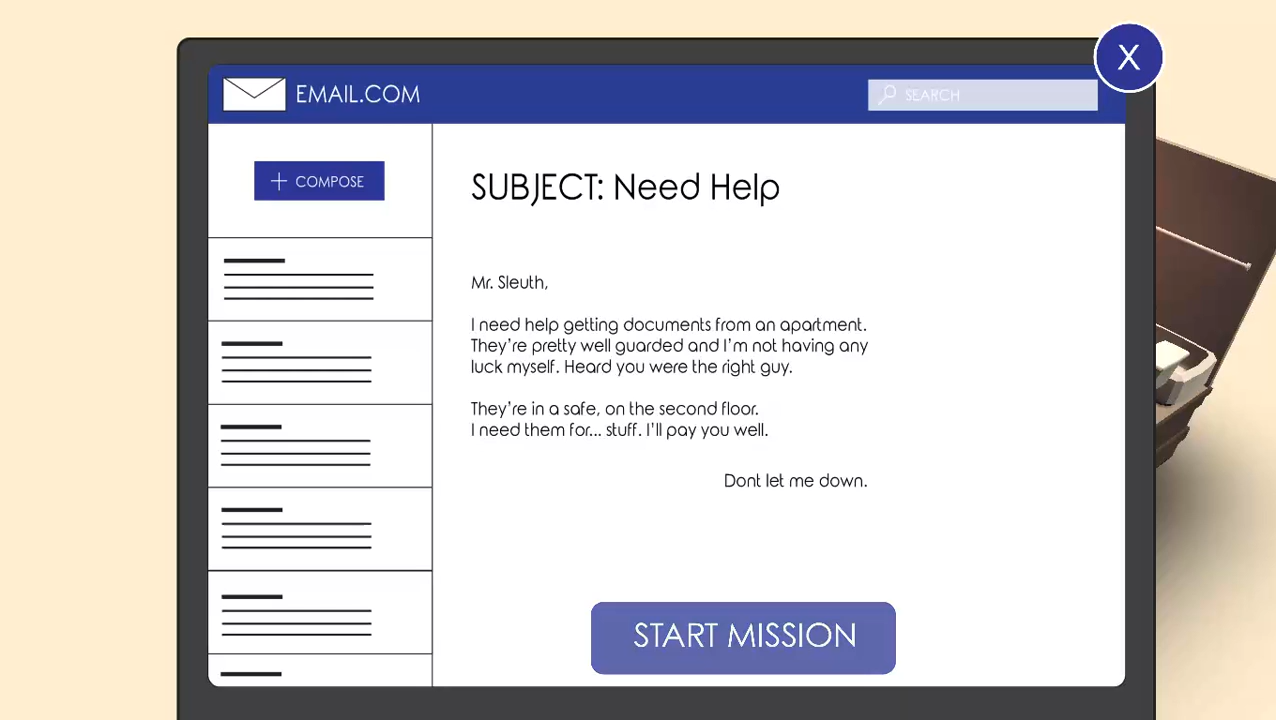 X
EMAIL.COM
SEARCH
COMPOSE
SUBJECT: Need Help
Mr. Sleuth,
I need help getting documents from an apartment.
They're pretty well guarded and I'm not having any
luck myself. Heard you were the right guy.
They're in a safe, on the second floor.
I need them for... stuff. I'll pay you well.
Dont let me down.
START MISSION